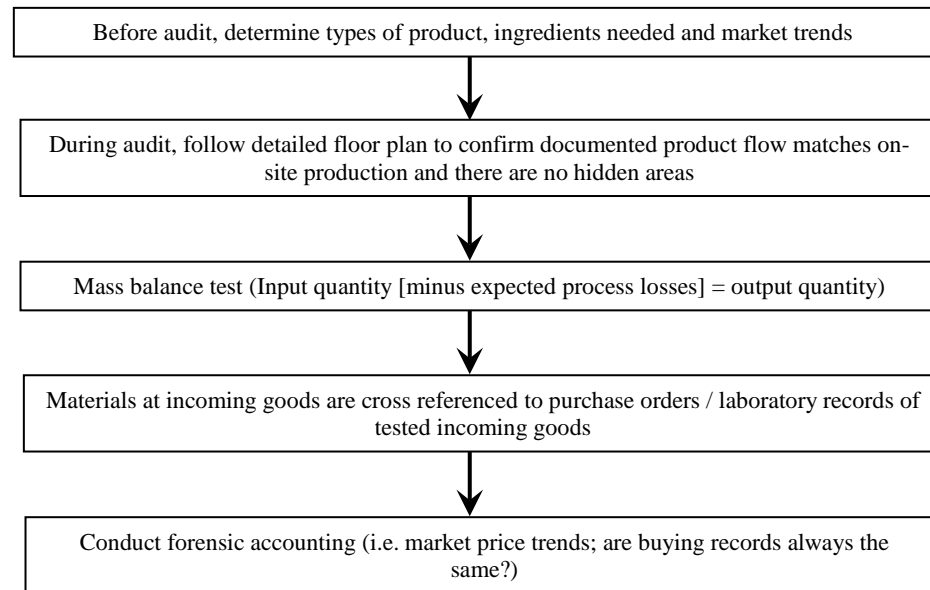 Before audit, determine types of product, ingredients needed and market trends
During audit, follow detailed floor plan to confirm documented product flow matches on-
site production and there are no hidden areas
Mass balance test (Input quantity [minus expected process losses] = output quantity)
Materials at incoming goods are cross referenced to purchase orders / laboratory records of
tested incoming goods
Conduct forensic accounting (i.e. market price trends; are buying records always the
same?)